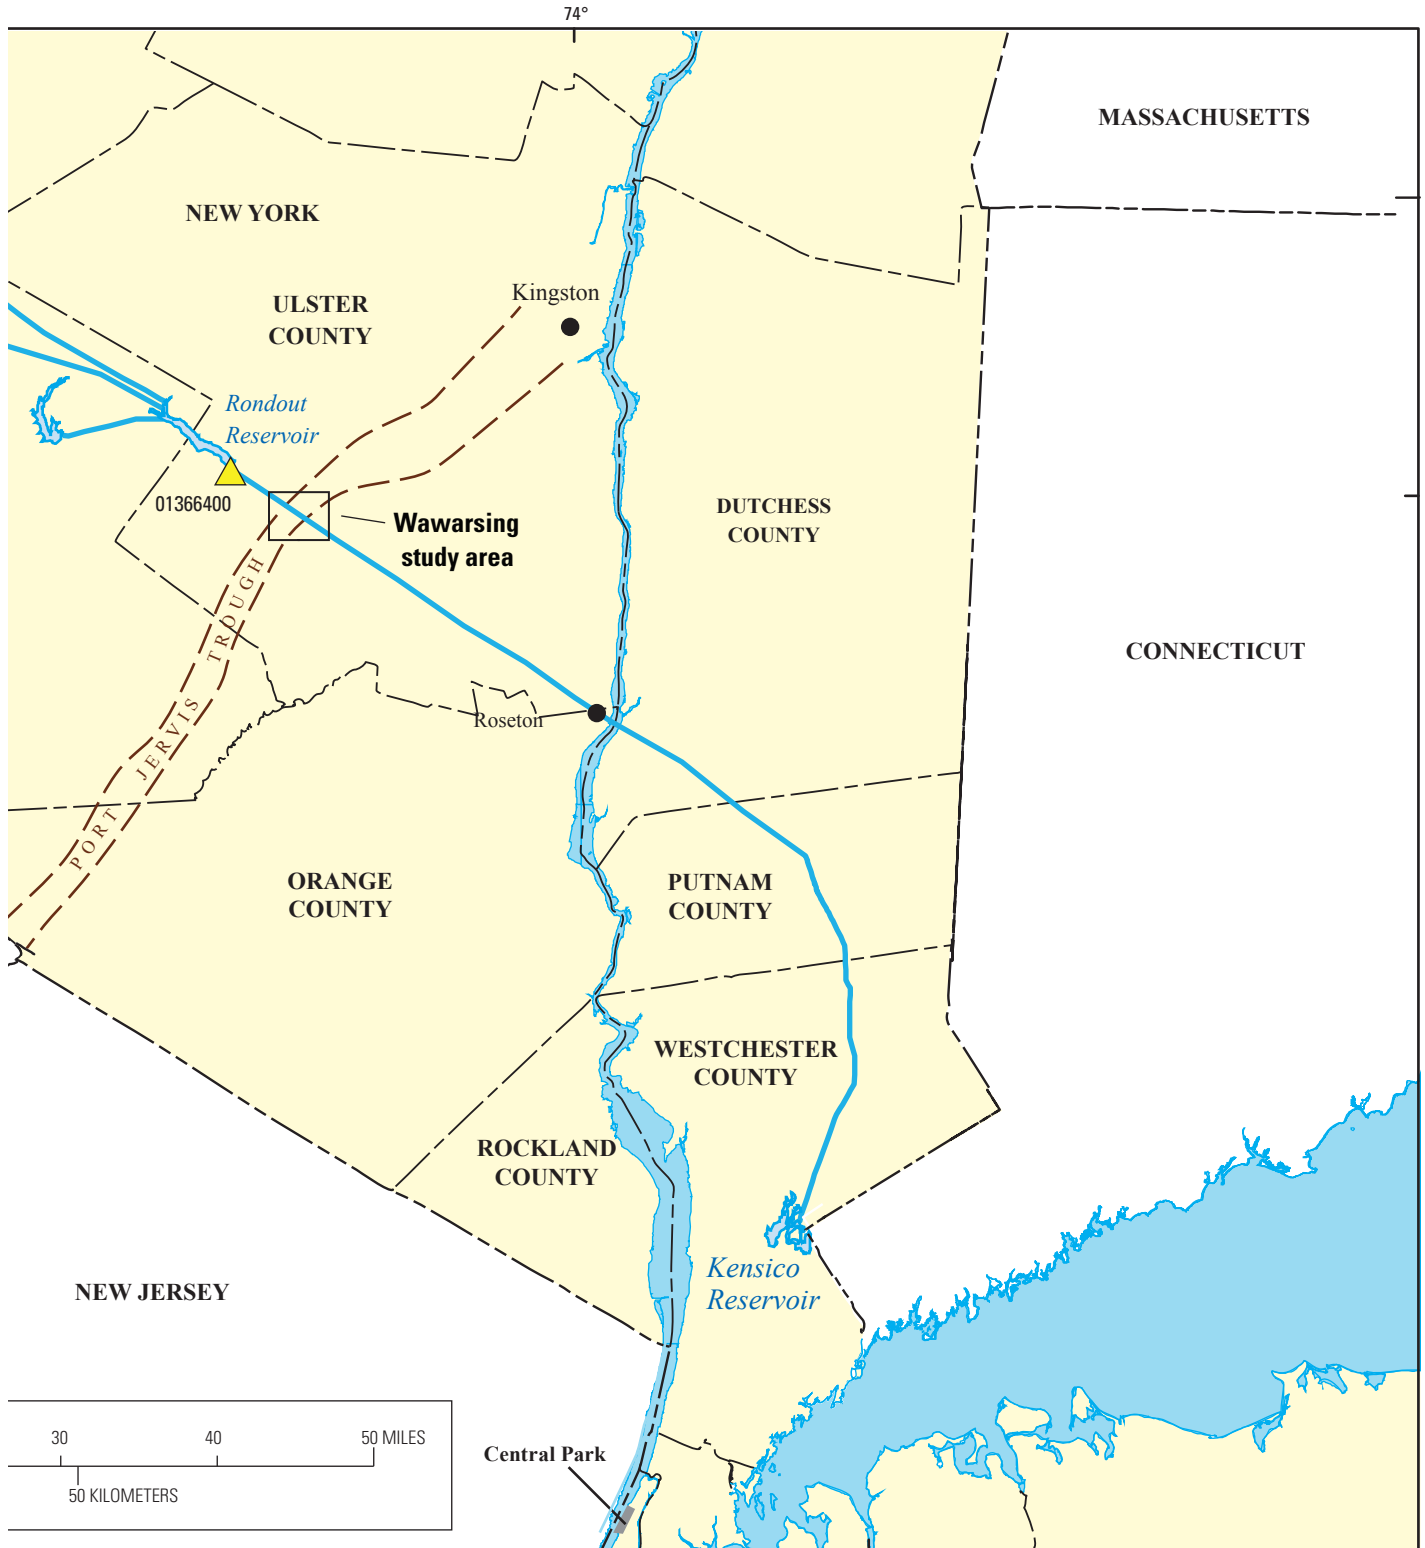 74°
MASSACHUSETTS
NEW YORK
Kingston
ULSTER
COUNTY
Rondout
Reservoir
01366400
Wawarsing
study area
DUTCHESS
COUNTY
CONNECTICUT
PORT JERVIS TROUGH
Roseton
ORANGE
COUNTY
PUTNAM
COUNTY
WESTCHESTER
COUNTY
ROCKLAND
COUNTY
Kensico
Reservoir
NEW JERSEY
30 40 50 MILES
50 KILOMETERS
Central Park